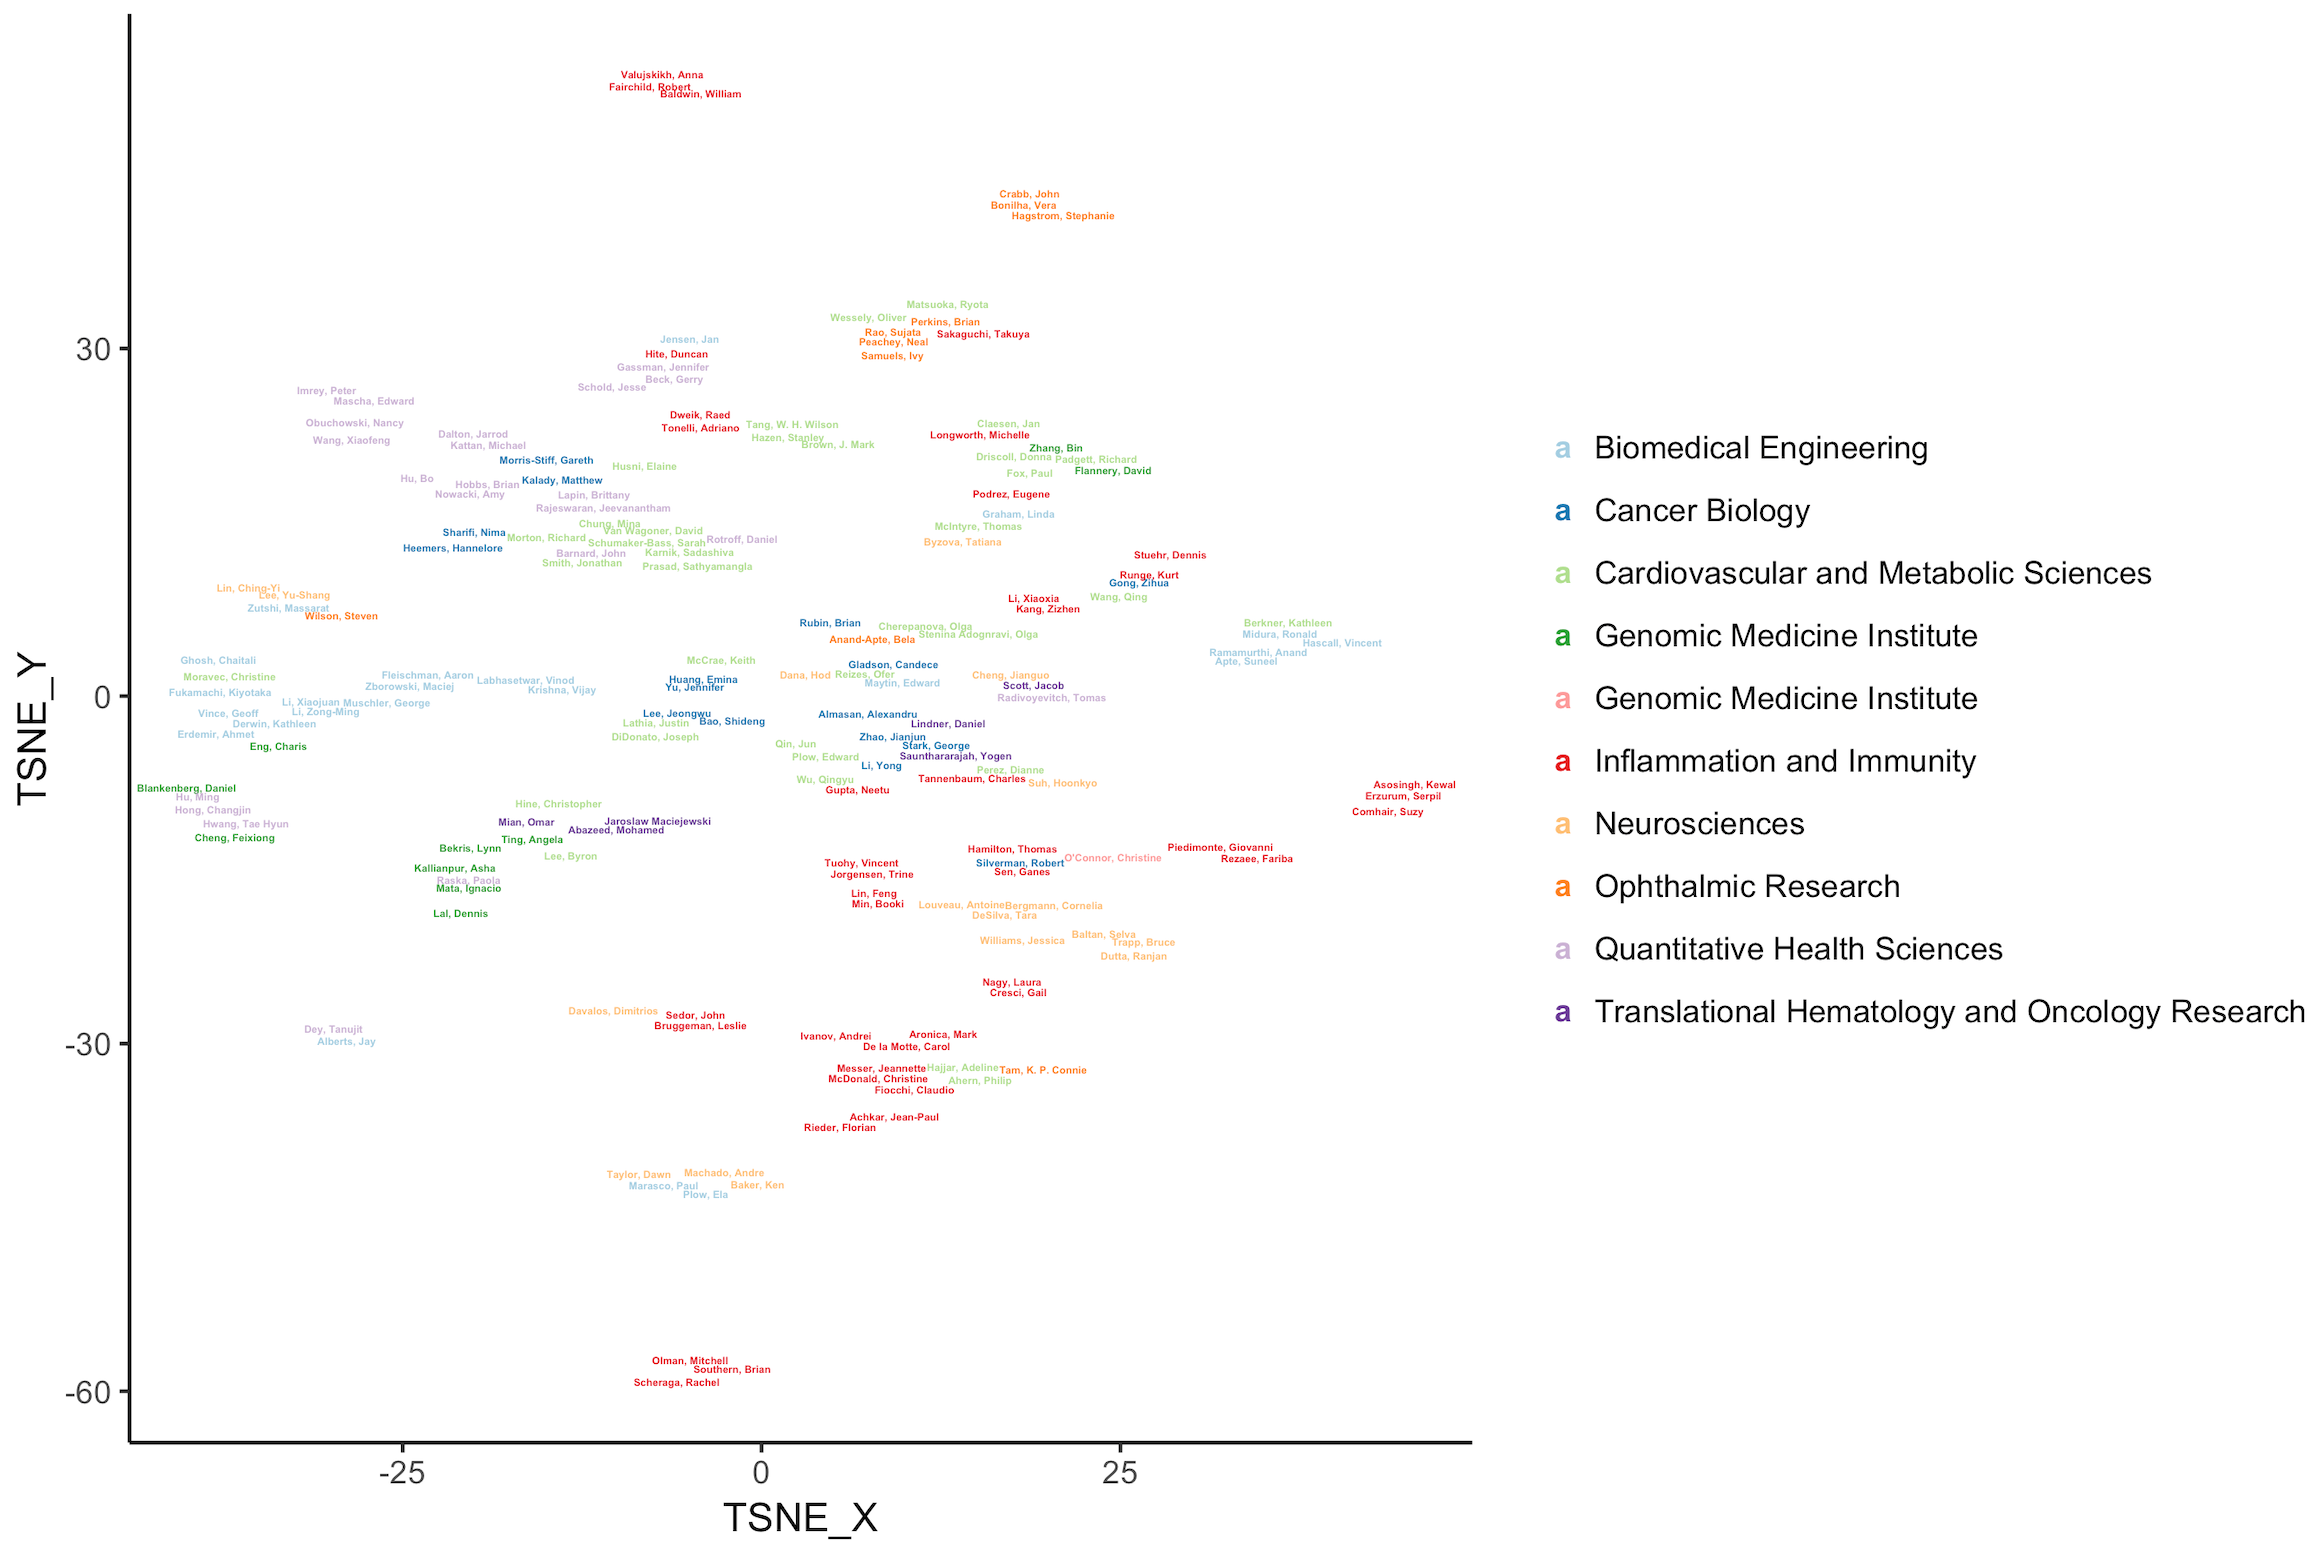 Valujskikh, Anna
Fairchild, Robert
Baldwin, William
Crabb, John
Bonilha, Vera
Hagstrom, Stephanie
Matsuoka, Ryota
Wessely, Oliver
Perkins, Brian
Rao, Sujata
Sakaguchi, Takuya
Peachey, Neal
Samuels, Ivy
30
Jensen, Jan
Hite, Duncan
Gassman, Jennifer
Beck, Gerry
Schold, Jesse
Imrey, Peter
Mascha, Edward
Obuchowski, Nancy
Wang, Xiaofeng
Dweik, Raed
Tonelli, Adriano
Tang, W. H. Wilson
Hazen, Stanley
Brown, J. Mark
Claesen, Jan
Longworth, Michelle
Zhang, Bin
Driscoll, Donna
Padgett, Richard
Fox, Paul
Flannery, David
Dalton, Jarrod
Kattan, Michael
Morris-Stiff, Gareth
Husni, Elaine
Kalady, Matthew
Hu, Bo
Hobbs, Brian
Nowacki, Amy
Lapin, Brittany
Rajeswaran, Jeevanantham
Podrez, Eugene
Graham, Linda
McIntyre, Thomas
Byzova, Tatiana
Chung, Mina
Van Wagoner, David
Sharifi, Nima
Morton, Richard
Schumaker-Bass, Sarah
Rotroff, Daniel
Heemers, Hannelore
Barnard, John
Karnik, Sadashiva
Smith, Jonathan
Prasad, Sathyamangla
Stuehr, Dennis
Runge, Kurt
Gong, Zihua
Wang, Qing
Li, Xiaoxia
Kang, Zizhen
Lin, Ching-Yi
Lee, Yu-Shang
Zutshi, Massarat
Wilson, Steven
Rubin, Brian
Cherepanova, Olga
Stenina Adognravi, Olga
Anand-Apte, Bela
Berkner, Kathleen
Midura, Ronald
Hascall, Vincent
Ramamurthi, Anand
Apte, Suneel
Ghosh, Chaitali
Moravec, Christine
Fukamachi, Kiyotaka
0
Fleischman, Aaron
Zborowski, Maciej
Labhasetwar, Vinod
Krishna, Vijay
McCrae, Keith
Huang, Emina
Yu, Jennifer
Gladson, Candece
Dana, Hod
Reizes, Ofer
Maytin, Edward
Cheng, Jianguo
Scott, Jacob
Radivoyevitch, Tomas
Li, Xiaojuan
Muschler, George
Li, Zong-Ming
Vince, Geoff
Derwin, Kathleen
Erdemir, Ahmet
Eng, Charis
Lee, Jeongwu
Lathia, Justin
Bao, Shideng
DiDonato, Joseph
Almasan, Alexandru
Lindner, Daniel
Zhao, Jianjun
Qin, Jun
Stark, George
Plow, Edward
Saunthararajah, Yogen
Li, Yong
Perez, Dianne
Wu, Qingyu
Tannenbaum, Charles
Suh, Hoonkyo
Gupta, Neetu
Asosingh, Kewal
Erzurum, Serpil
Comhair, Suzy
Blankenberg, Daniel
Hu, Ming
Hong, Changjin
Hwang, Tae Hyun
Cheng, Feixiong
Hine, Christopher
Mian, Omar
Jaroslaw Maciejewski
Abazeed, Mohamed
Ting, Angela
Bekris, Lynn
Lee, Byron
Kallianpur, Asha
Raska, Paola
Mata, Ignacio
Lal, Dennis
Hamilton, Thomas
Piedimonte, Giovanni
O'Connor, Christine
Rezaee, Fariba
Tuohy, Vincent
Silverman, Robert
Jorgensen, Trine
Sen, Ganes
Lin, Feng
Min, Booki
Louveau, Antoine
Bergmann, Cornelia
DeSilva, Tara
Baltan, Selva
Williams, Jessica
Trapp, Bruce
Dutta, Ranjan
Nagy, Laura
Cresci, Gail
Davalos, Dimitrios
Sedor, John
Bruggeman, Leslie
Dey, Tanujit
Alberts, Jay
-30
Ivanov, Andrei
Aronica, Mark
De la Motte, Carol
Messer, Jeannette
Hajjar, Adeline
Tam, K. P. Connie
McDonald, Christine
Ahern, Philip
Fiocchi, Claudio
Achkar, Jean-Paul
Rieder, Florian
Taylor, Dawn
Machado, Andre
Marasco, Paul
Baker, Ken
Plow, Ela
Olman, Mitchell
Southern, Brian
Scheraga, Rachel
-60
-25
0
25
TSNE_X
TSNE_Y
a Biomedical Engineering
a Cancer Biology
a Cardiovascular and Metabolic Sciences
a Genomic Medicine Institute
a Genomic Medicine Institute
a Inflammation and Immunity
a Neurosciences
a Ophthalmic Research
a Quantitative Health Sciences
a Translational Hematology and Oncology Research